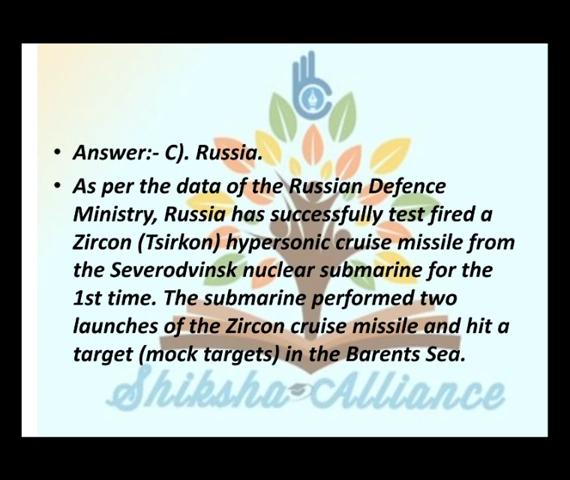 • Answer:- C). Russia.
• As per the data of the Russian Defence
Ministry, Russia has successfully test fired a
Zircon (Tsirkon) hypersonic cruise missile from
the Severodvinsk nuclear submarine for the
1st time. The submarine performed two
launches of the Zircon cruise missile and hit a
target (mock targets) in the Barents Sea.
Shiksha Alliance